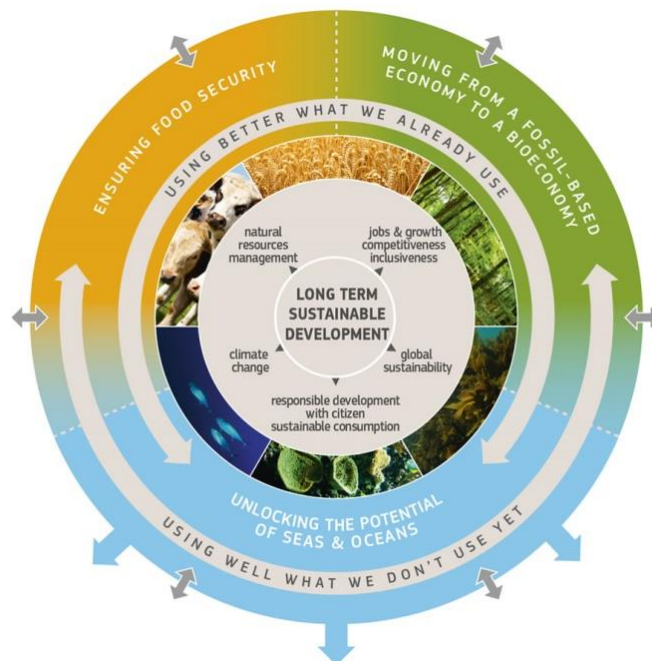 ENSURING FOOD SECURITY
MOVING FROM A FOSSIL-BASED
ECONOMY TO A BIOECONOMY
USING BETTER WHAT WE ALREADY USE
natural
resources
management
jobs & growth
competitiveness
inclusiveness
LONG TERM
SUSTAINABLE
DEVELOPMENT
climate
change
global
sustainability
responsible development
with citizen
sustainable consumption
UNLOCKING THE POTENTIAL
OF SEAS & OCEANS
USING WELL WHAT WE DON'T USE YET